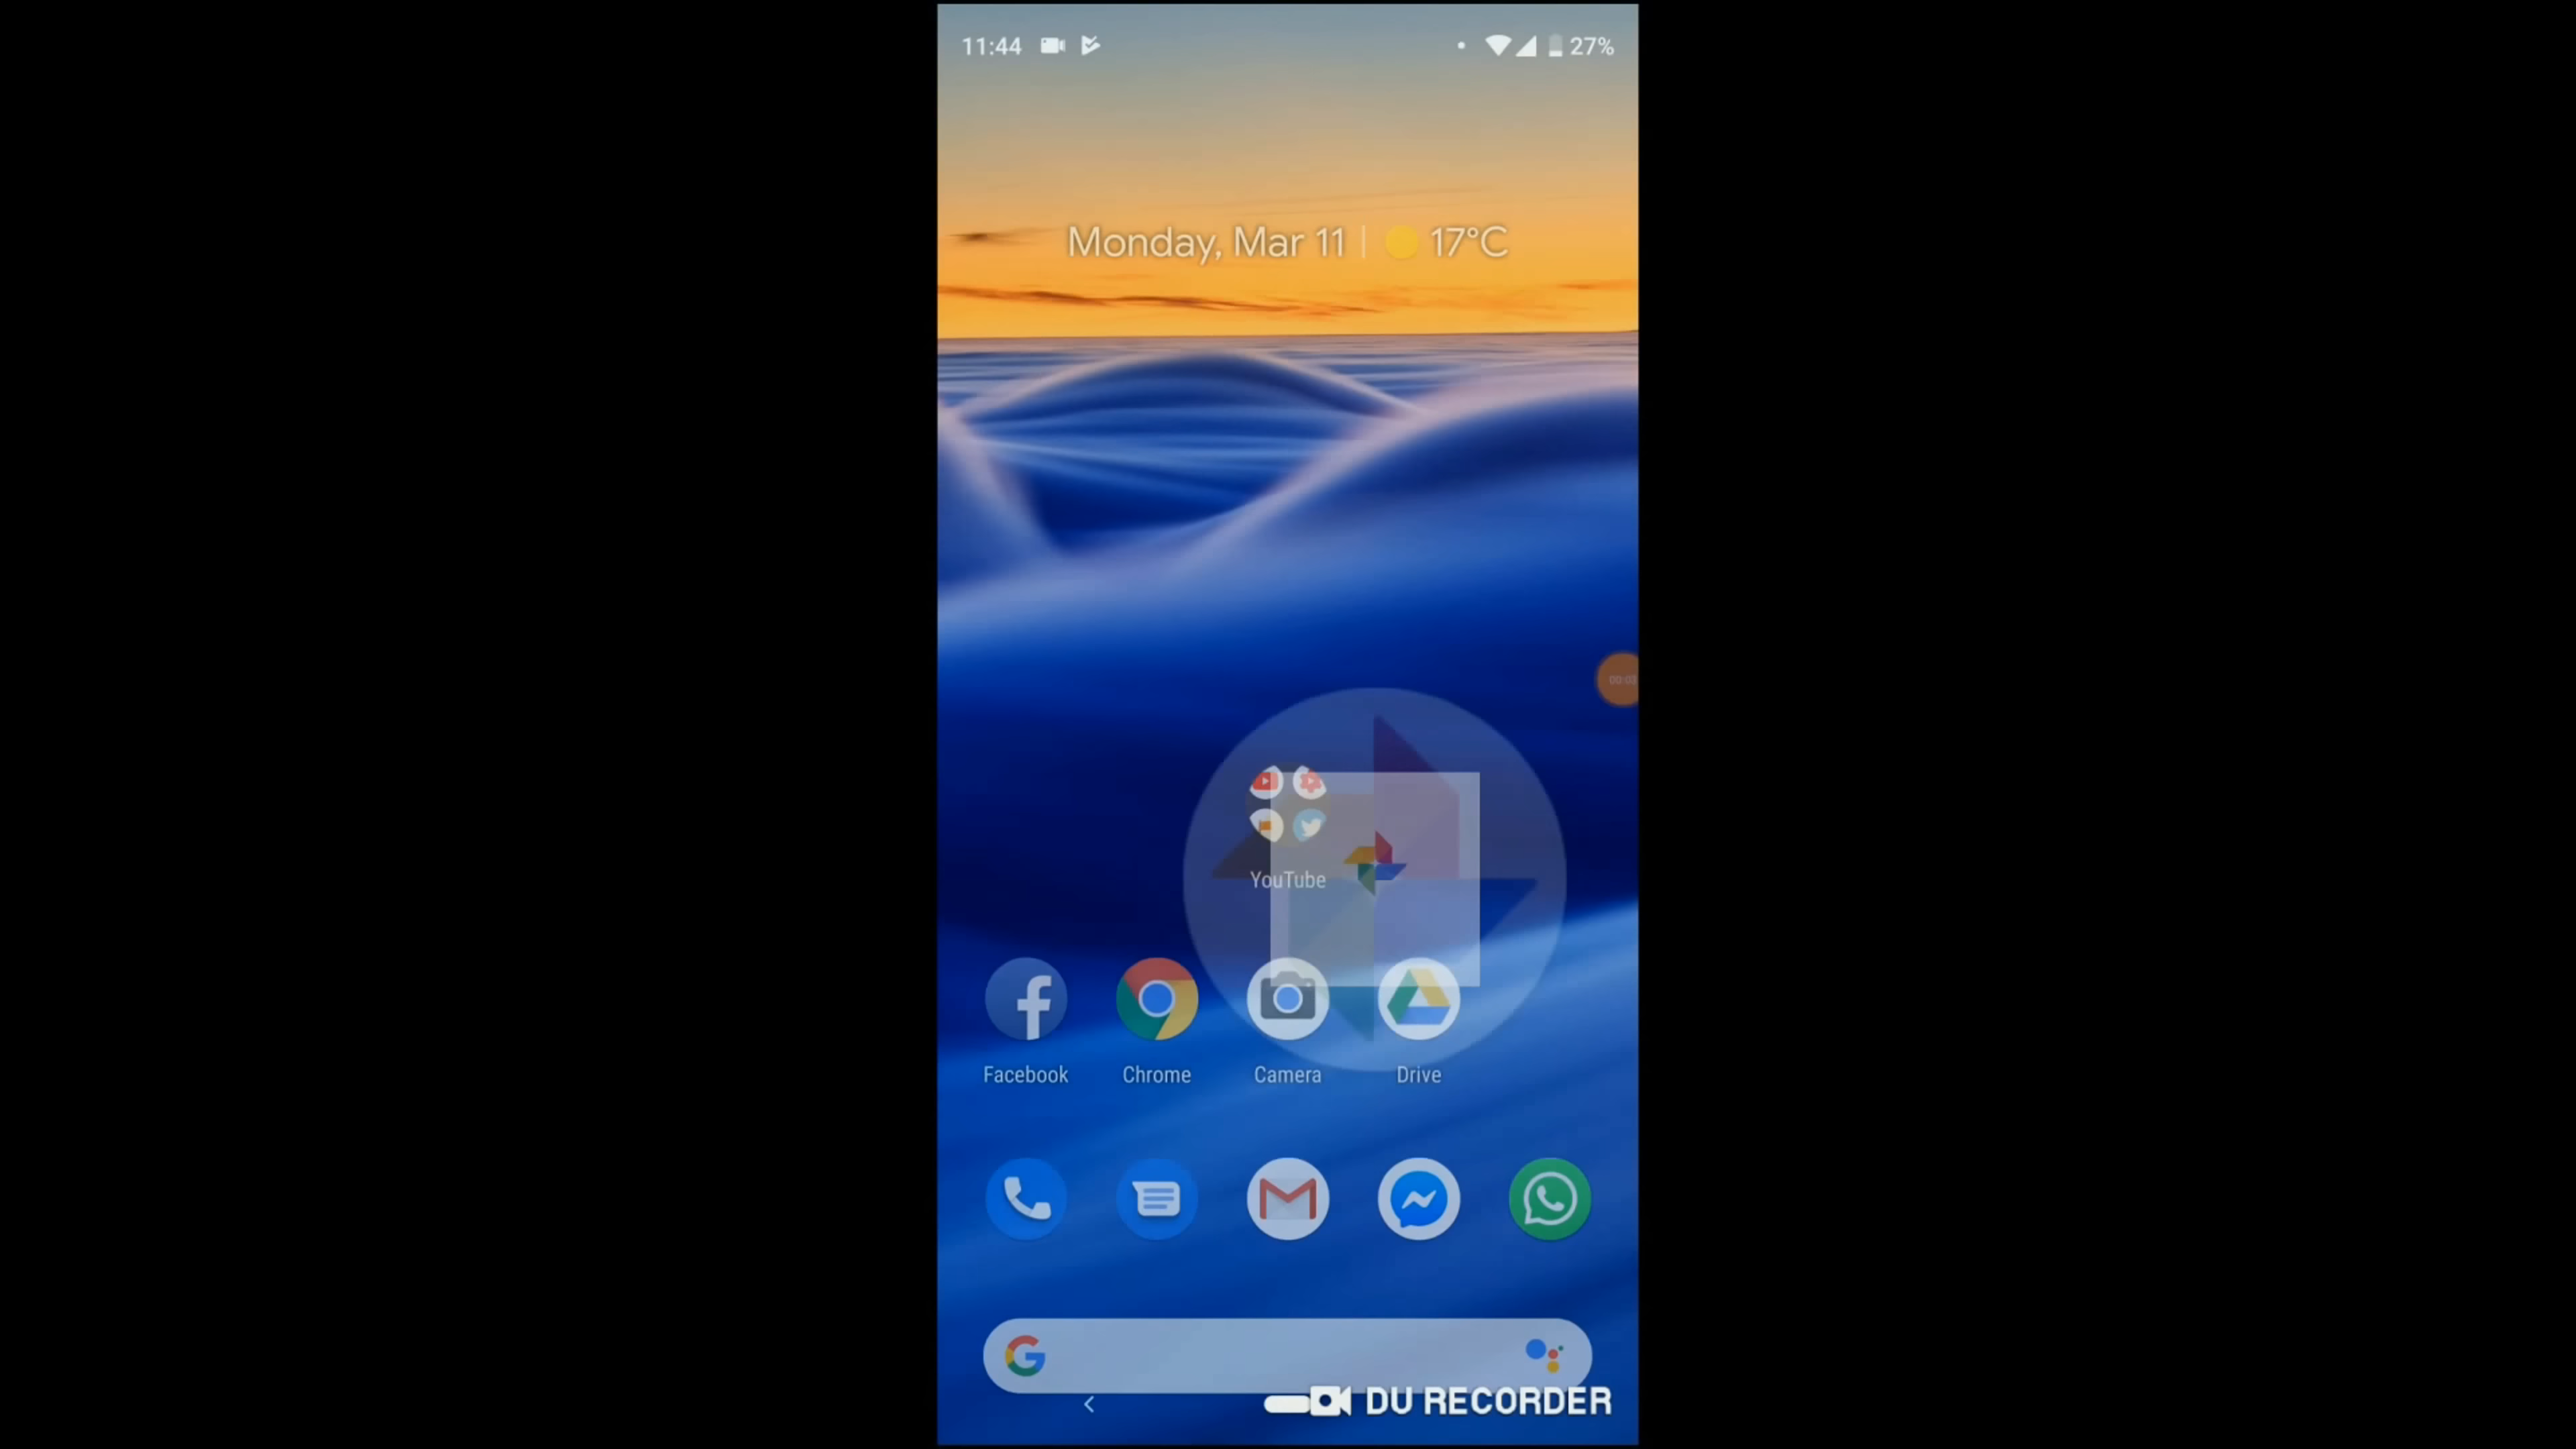 11:44 27%
Monday, Mar 11 | 17°C
YouTube
Facebook Chrome Camera Drive
DU RECORDER